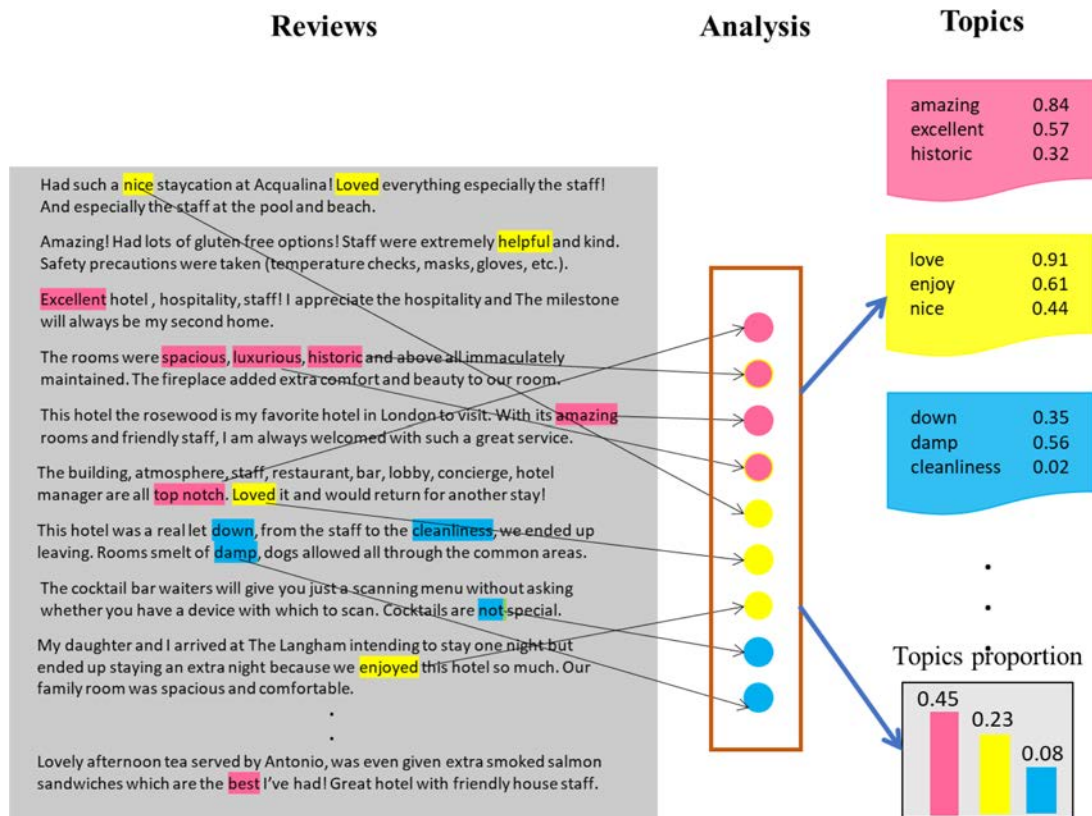 Reviews
Analysis
Topics
Had such a nice staycation at Acqualina! Loved everything especially the staff!
And especially the staff at the pool and beach.
Amazing! Had lots of gluten free options! Staff were extremely helpful and kind.
Safety precautions were taken (temperature checks, masks, gloves, etc.).
Excellent hotel , hospitality, staff! I appreciate the hospitality and The milestone
will always be my second home.
The rooms were spacious, luxurious, historic and above all immaculately
maintained. The fireplace added extra comfort and beauty to our room.
This hotel the rosewood is my favorite hotel in London to visit. With its amazing
rooms and friendly staff, I am always welcomed with such a great service.
The building, atmosphere, staff, restaurant, bar, lobby, concierge, hotel
manager are all top notch. Loved it and would return for another stay!
This hotel was a real let down, from the staff to the cleanliness, we ended up
leaving. Rooms smelt of damp, dogs allowed all through the common areas.
The cocktail bar waiters will give you just a scanning menu without asking
whether you have a device with which to scan. Cocktails are not special.
My daughter and I arrived at The Langham intending to stay one night but
ended up staying an extra night because we enjoyed this hotel so much. Our
family room was spacious and comfortable.
Lovely afternoon tea served by Antonio, was even given extra smoked salmon
sandwiches which are the best I've had! Great hotel with friendly house staff.
amazing 0.84
excellent 0.57
historic 0.32
love 0.91
enjoy 0.61
nice 0.44
down 0.35
damp 0.56
cleanliness 0.02
Topics proportion
0.45
0.23
0.08